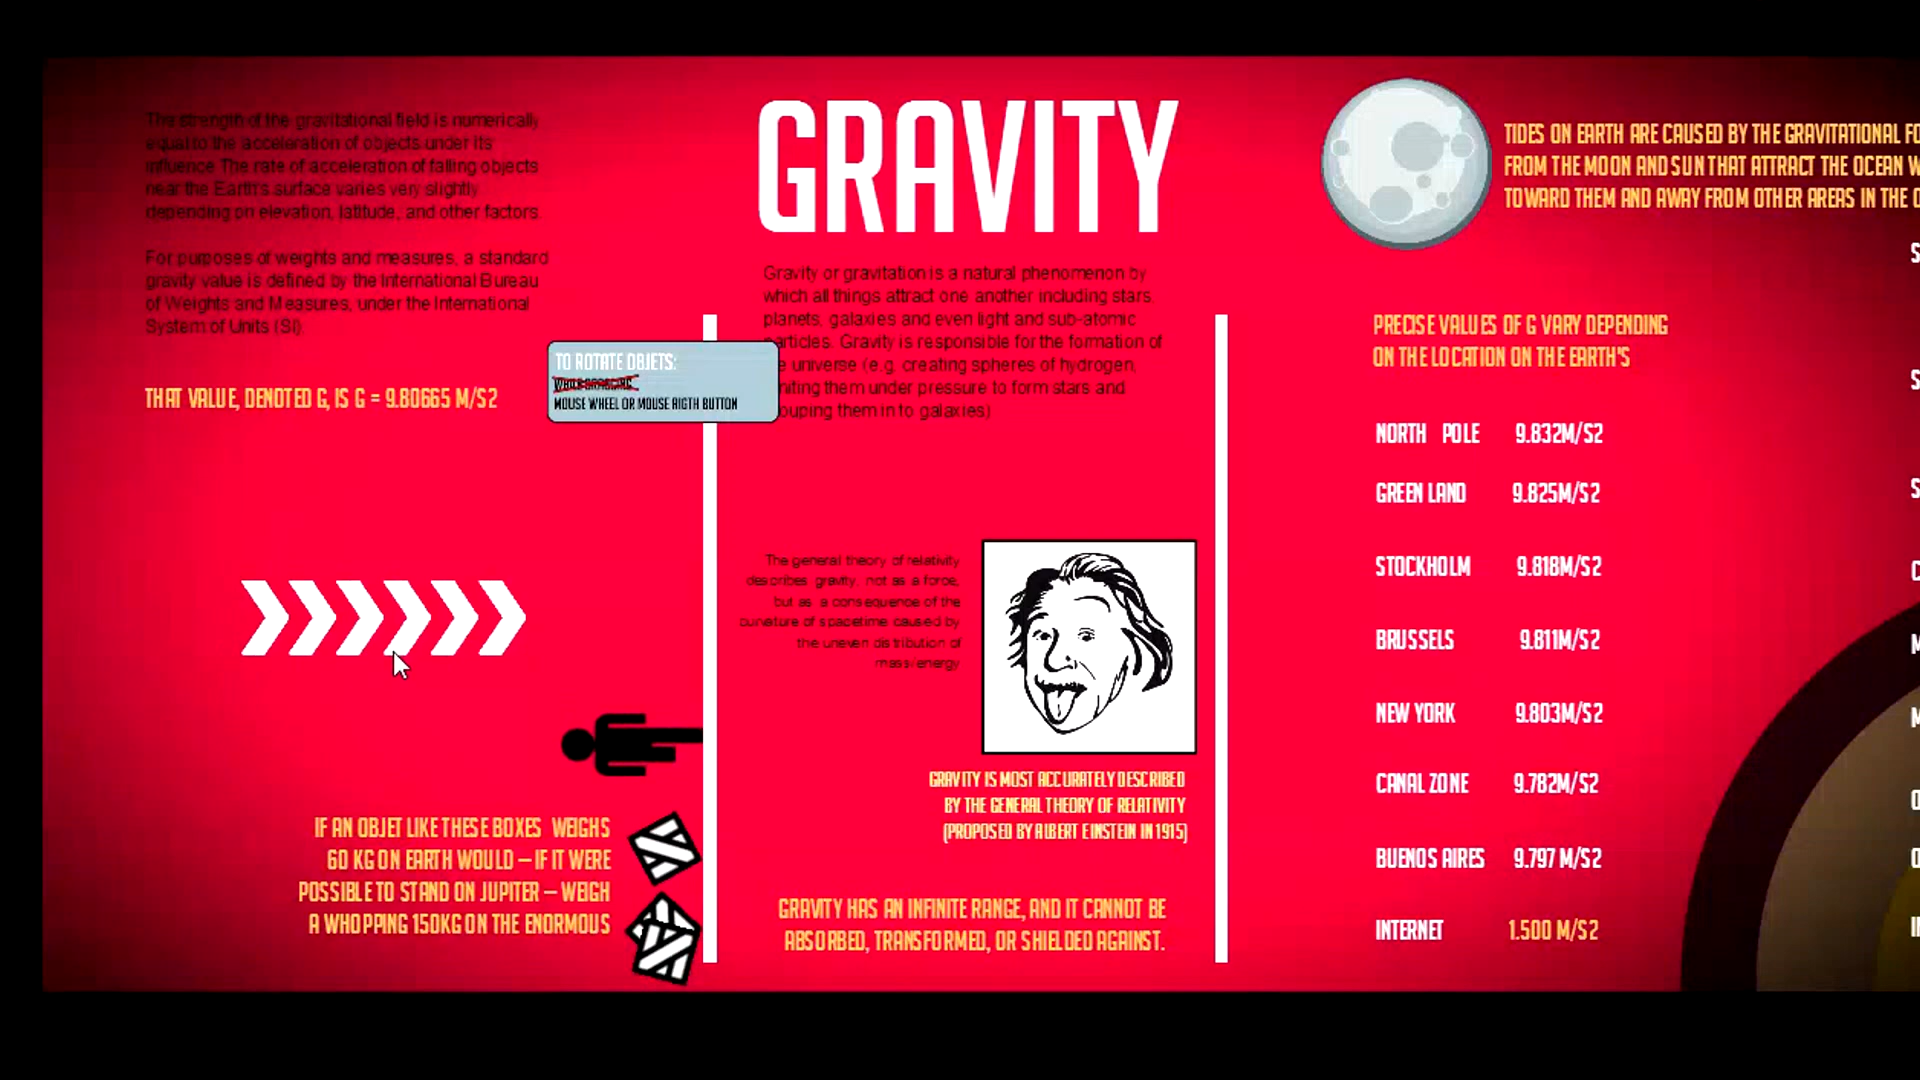 The strength of the gravitational field is numerically
equal to the acceleration of objects under its
influence. The rate of acceleration of falling objects
near the Earth's surface varies very slightly
depending on elevation, latitude, and other factors.
For purposes of weights and measures, a standard
gravity value is defined by the International Bureau
of Weights and Measures, under the International
System of Units (SI).
THAT VALUE, DENOTED G, IS G = 9.80665 M/S2
TO ROTATE OBJETS:
MOUSE WHEEL OR MOUSE RIGTH BUTTON
IF AN OBJET LIKE THESE BOXES WEIGHS
60 KG ON EARTH WOULD – IF IT WERE
POSSIBLE TO STAND ON JUPITER – WEIGH
A WHOPPING 150KG ON THE ENORMOUS
GRAVITY
Gravity or gravitation is a natural phenomenon by
which all things attract one another including stars,
planets, galaxies and even light and sub-atomic
particles. Gravity is responsible for the formation of
universe (e.g. creating spheres of hydrogen,
them under pressure to form stars and
them in to galaxies)
The general theory of relativity
describes gravity, not as a force,
but as a consequence of the
curvature of spacetime caused by
the uneven distribution of
mass/energy
GRAVITY IS MOST ACCURATELY DESCRIBED
BY THE GENERAL THEORY OF RELATIVITY
(PROPOSED BY ALBERT EINSTEIN IN 1915)
GRAVITY HAS AN INFINITE RANGE, AND IT CANNOT BE
ABSORBED, TRANSFORMED, OR SHIELDED AGAINST.
TIDES ON EARTH ARE CAUSED BY THE GRAVITATIONAL
FROM THE MOON AND SUN THAT ATTRACT THE OCEAN
TOWARD THEM AND AWAY FROM OTHER AREAS IN THE
PRECISE VALUES OF G VARY DEPENDING
ON THE LOCATION ON THE EARTH'S
NORTH POLE 9.832M/S2
GREEN LAND 9.825M/S2
STOCKHOLM 9.818M/S2
BRUSSELS 9.811M/S2
NEW YORK 9.803M/S2
CANAL ZONE 9.782M/S2
BUENOS AIRES 9.797 M/S2
INTERNET 1.500 M/S2